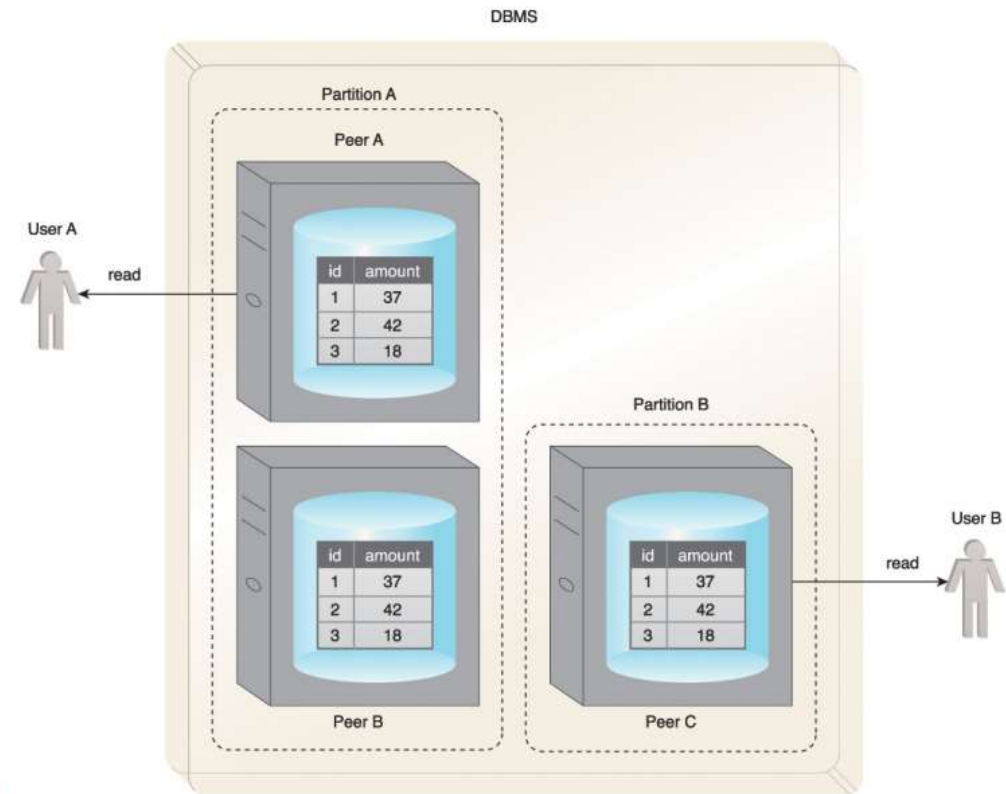 DBMS
Partition A
Peer A
User A
read
id amount
1 37
2 42
3 18
Partition B
id amount
1 37
2 42
3 18
Peer B
id amount
1 37
2 42
3 18
Peer C
User B
read